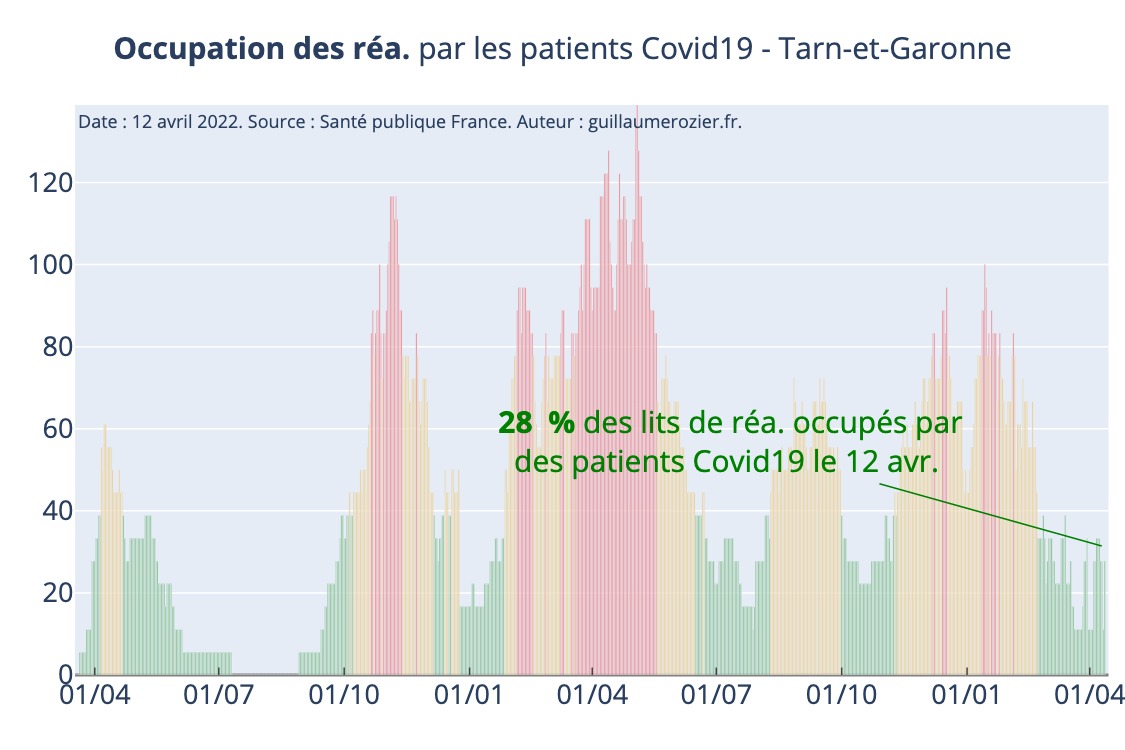 Occupation des réa. par les patients Covid19 - Tarn-et-Garonne
Date : 12 avril 2022. Source : Santé publique France. Auteur : guillaumerozier.fr.
120
100
80
60
40
20
0
28 % des lits de réa. occupés par
des patients Covid19 le 12 avr.
01/04 01/07 01/10 01/01 01/04 01/07 01/10 01/01 01/04